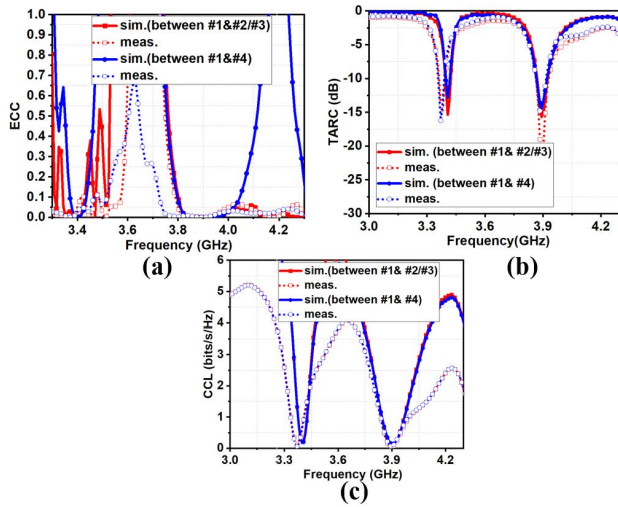 1.0
0.9
0.8
0.7
0.6
0.5
0.4
0.3
0.2
0.1
0.0
ECC
sim.(between #1&#2/#3)
meas.
sim.(between #1&#4)
meas.
3.4 3.6 3.8 4.0 4.2
Frequency (GHz)
(a)
0
-5
-10
-15
-20
-25
-30
TARC (dB)
sim. (between #1& #2/#3)
meas.
sim. (between #1& #4)
meas.
3.0 3.3 3.6 3.9 4.2
Frequency(GHz)
(b)
6
5
4
3
2
1
0
CCL (bits/s/Hz)
sim.(between #1& #2/#3)
meas.
sim.(between #1& #4)
meas.
3.0 3.3 3.6 3.9 4.2
Frequency (GHz)
(c)